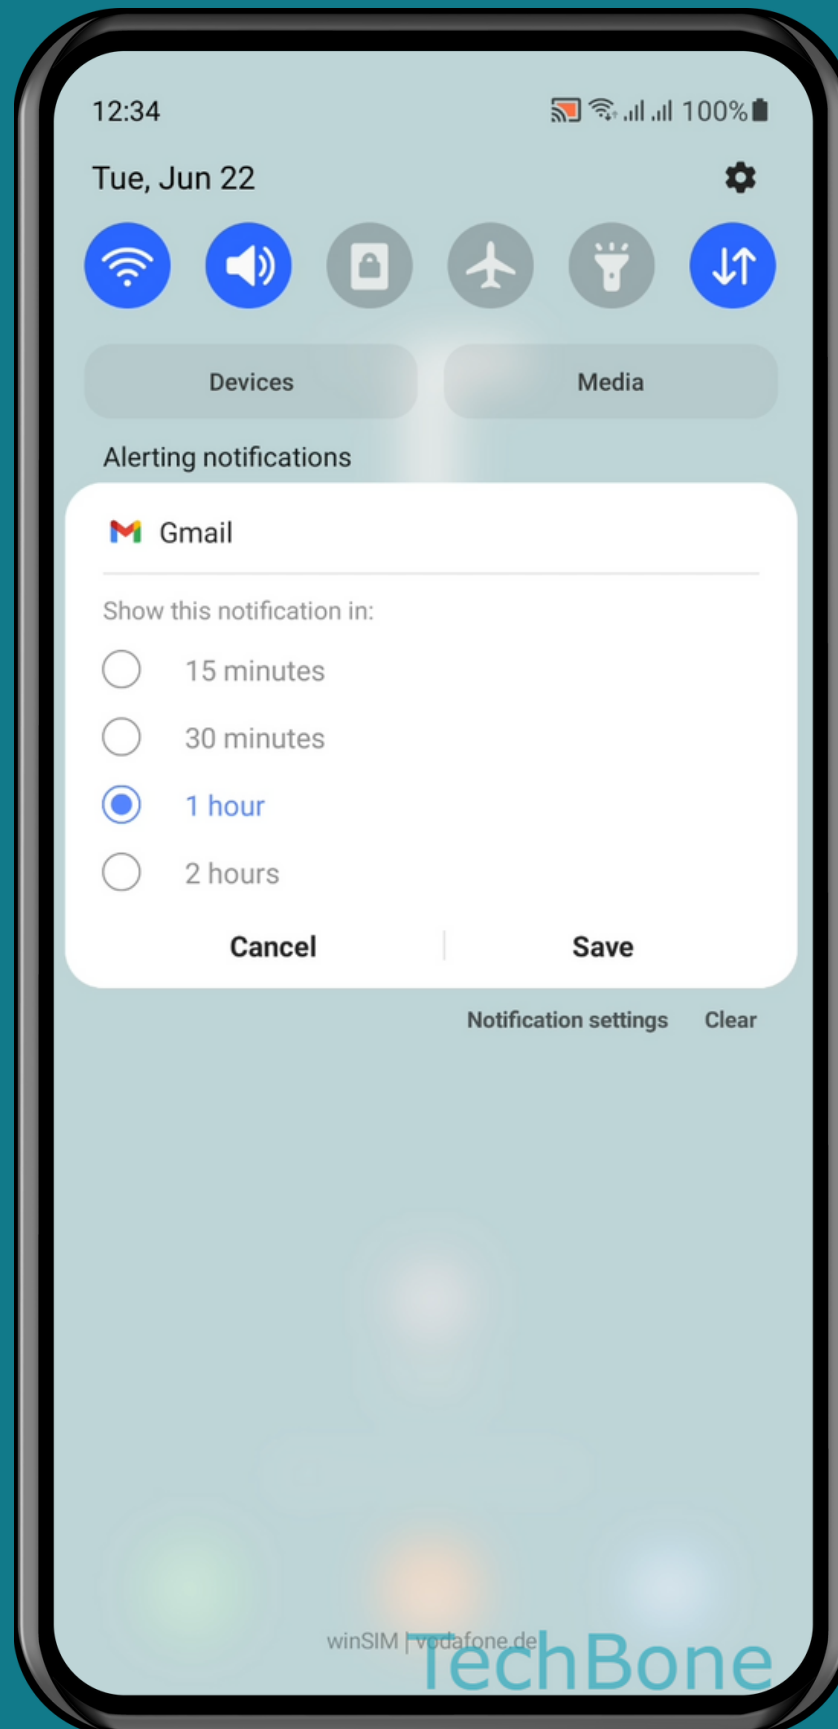 12:34 100%
Tue, Jun 22
Devices Media
Alerting notifications
Gmail
Show this notification in:
15 minutes
30 minutes
1 hour
2 hours
Cancel Save
Notification settings Clear
winSIM | vodafone.de
TechBone